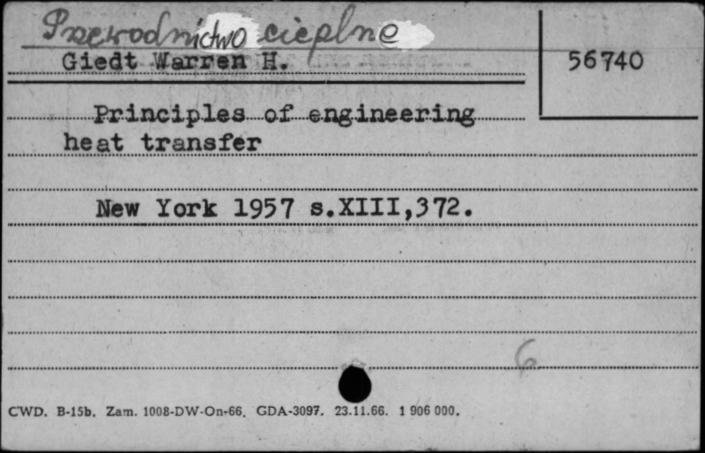 Przewodnictwo cieplne
Giedt Warren H.
56740
Principles of engineering
heat transfer
New York 1957 s.XIII,372.
6
CWD. B-15b. Zam. 1008-DW-On-66. GDA-3097. 23.11.66. 1 906 000.